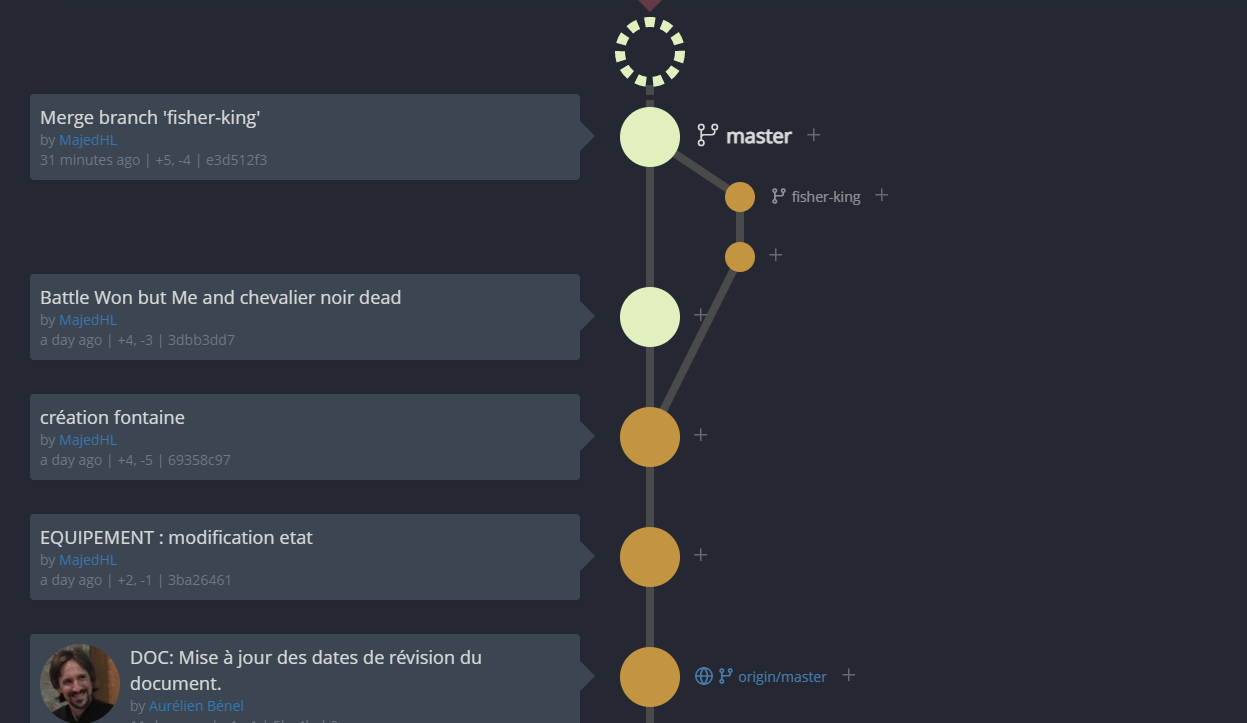 Merge branch 'fisher-king'
by MajedHL
31 minutes ago | +5, -4 | e3d512f3
master +
fisher-king +
+
Battle Won but Me and chevalier noir dead
by MajedHL
a day ago | +4, -3 | 3dbb3dd7
+
création fontaine
by MajedHL
a day ago | +4, -5 | 69358c97
+
EQUIPEMENT : modification etat
by MajedHL
a day ago | +2, -1 | 3ba26461
+
DOC: Mise à jour des dates de révision du
document.
by Aurélien Bénel
origin/master +